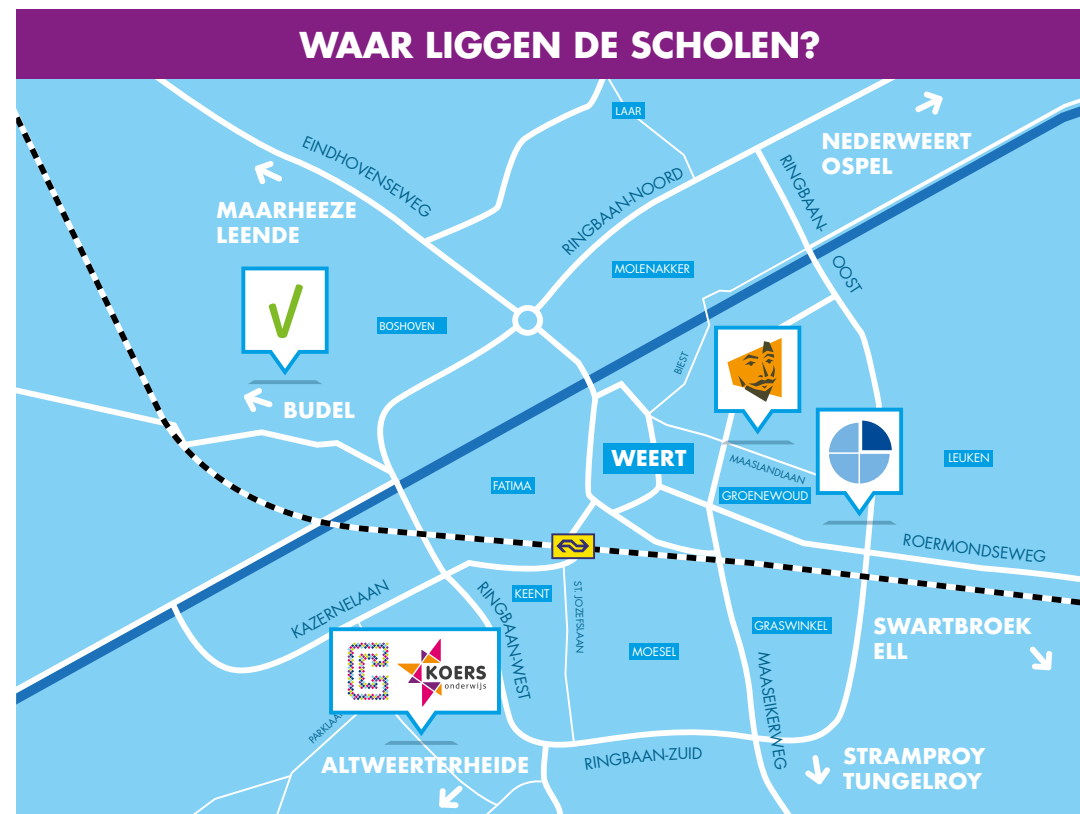 WAAR LIGGEN DE SCHOLEN?
LAAR
NEDERWEERT
OSPEL
EINDHOVENSEWEG
RINGBAAN-NOORD
RINGBAAN-
OOST
MAARHEEZE
LEENDE
MOLENAKKER
BOSHOVEN
BIEST
BUDEL
WEERT
MAASLANDLAAN
LEUKEN
FATIMA
GROENEWOUD
ROERMONDSEWEG
KEENT
ST. JOZEFSLAAN
KAZERNELAAN
RINGBAAN-WEST
GRASWINKEL
SWARTBROEK
ELL
MOESEL
MAASEIKERWEG
C
KOERS
onderwijs
ALTWEERTERHEIDE
RINGBAAN-ZUID
STRAMPROY
TUNGELROY